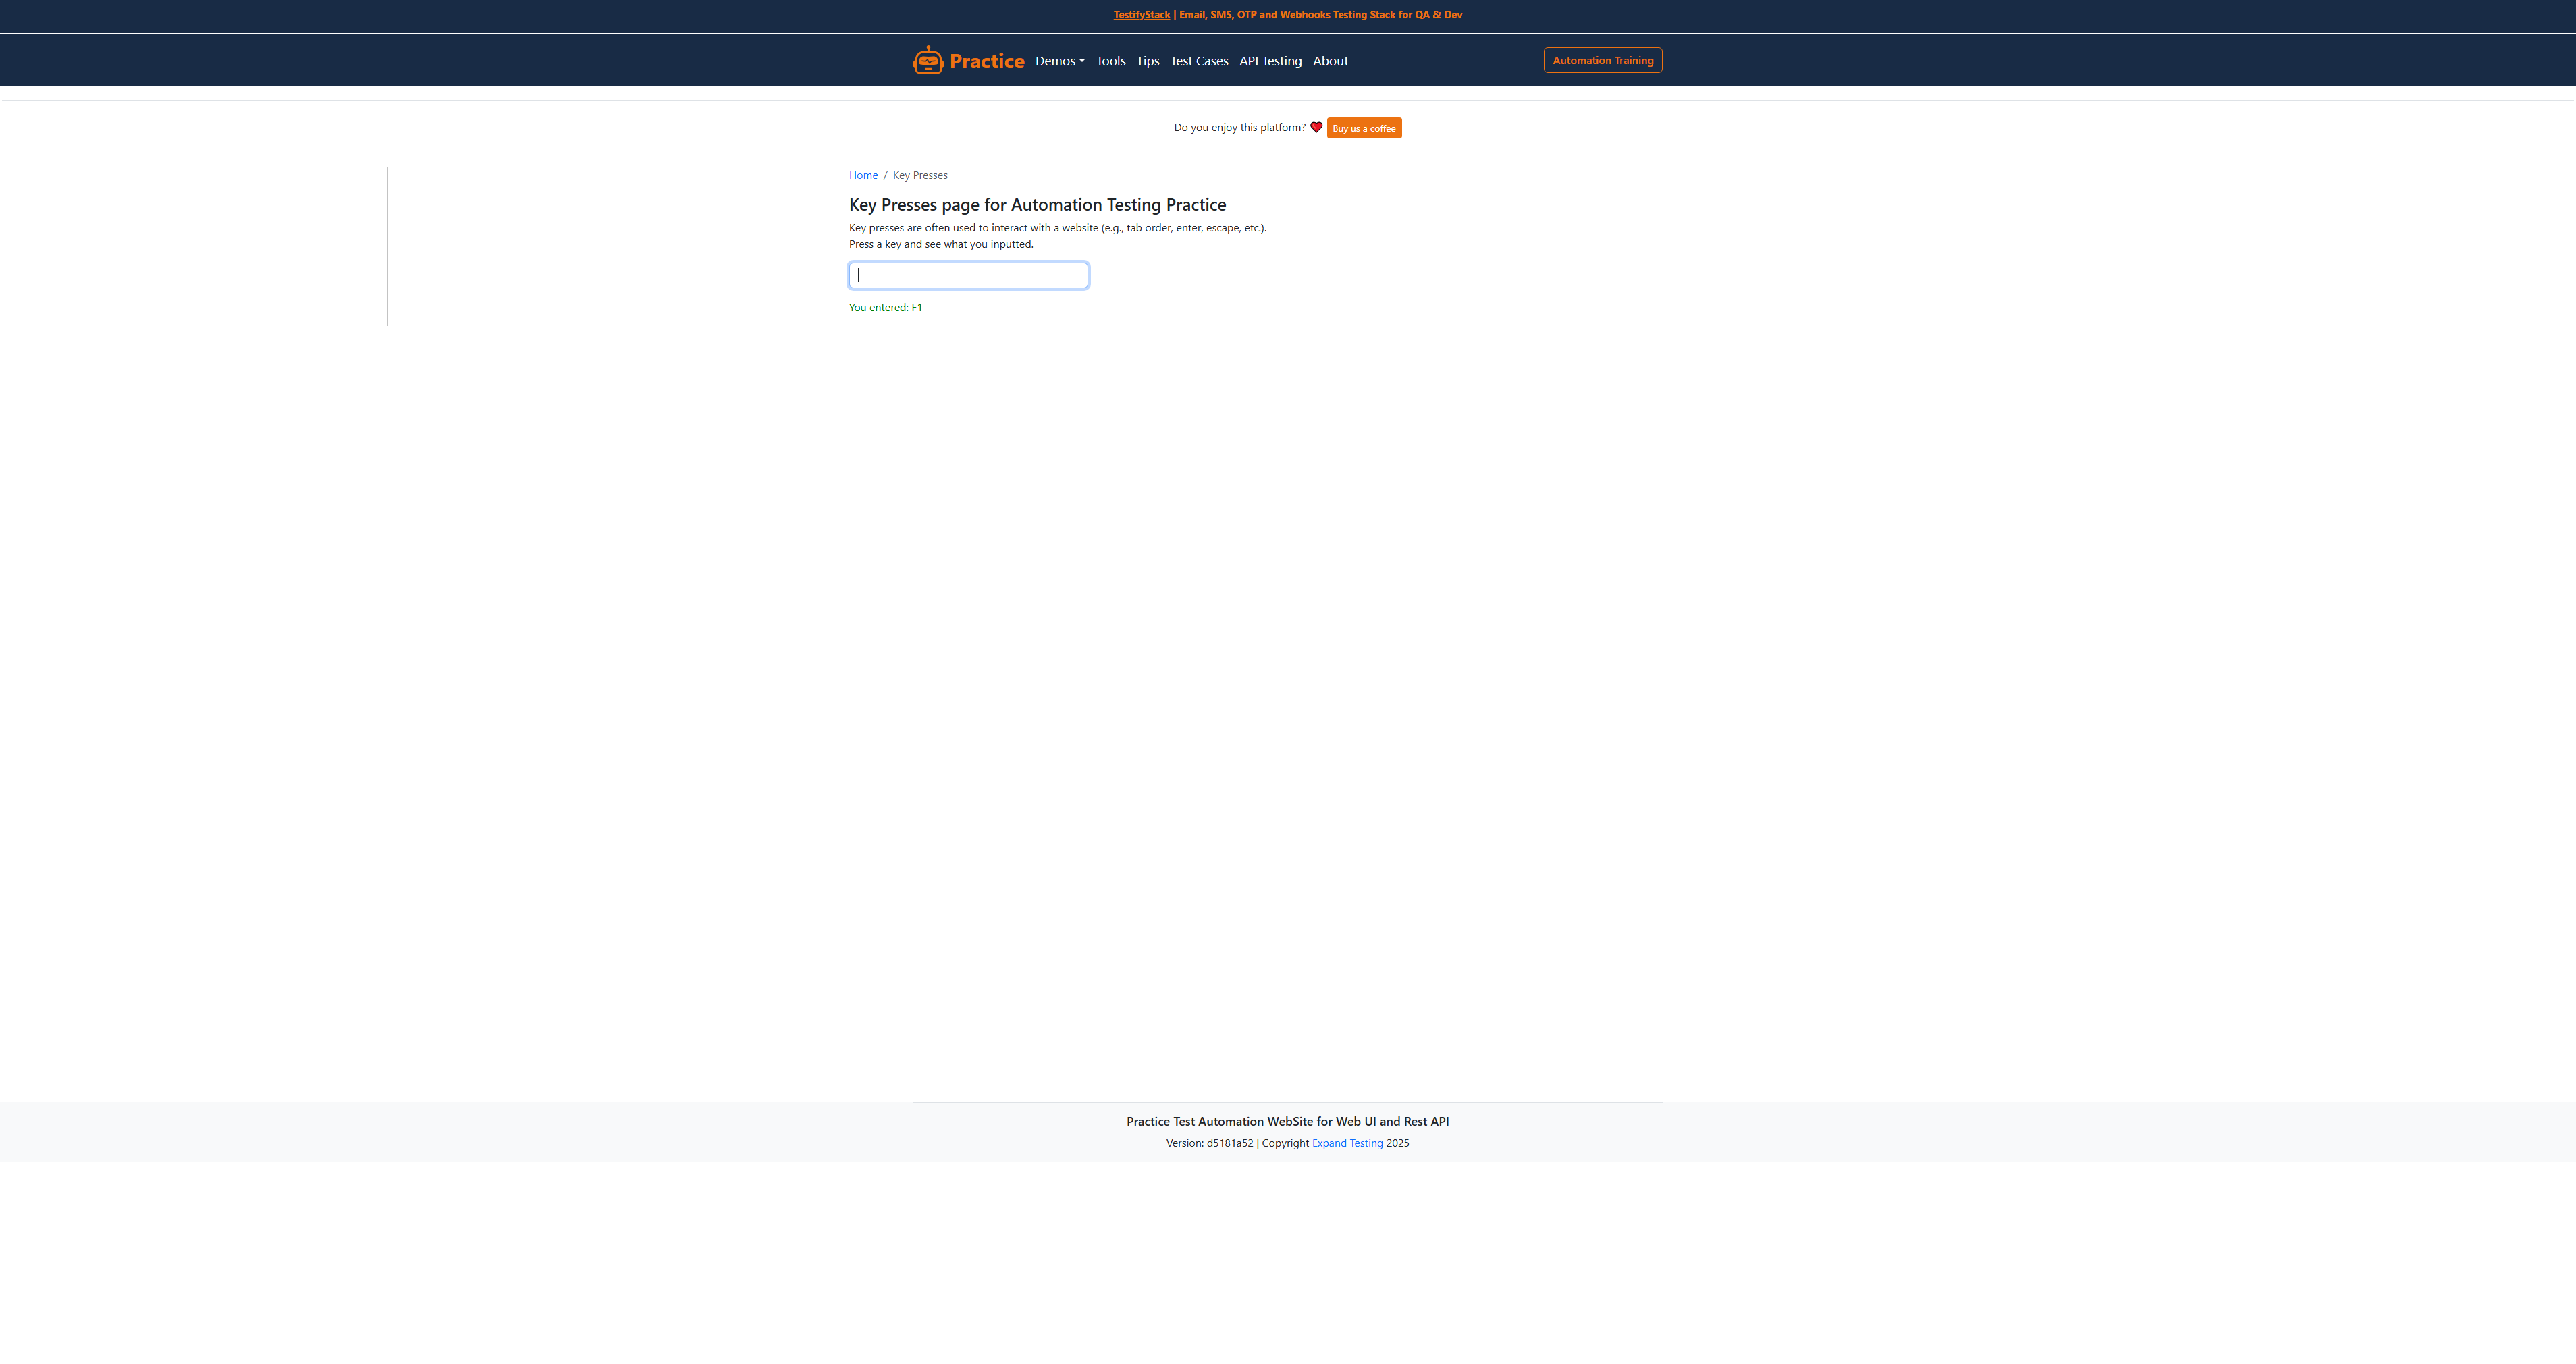 TestifyStack | Email, SMS, OTP and Webhooks Testing Stack for QA & Dev
Practice Demos Tools Tips Test Cases API Testing About Automation Training
Do you enjoy this platform? Buy us a coffee
Home / Key Presses
Key Presses page for Automation Testing Practice
Key presses are often used to interact with a website (e.g., tab order, enter, escape, etc.).
Press a key and see what you inputted.
You entered: F1
Practice Test Automation WebSite for Web UI and Rest API
Version: d5181a52 | Copyright Expand Testing 2025